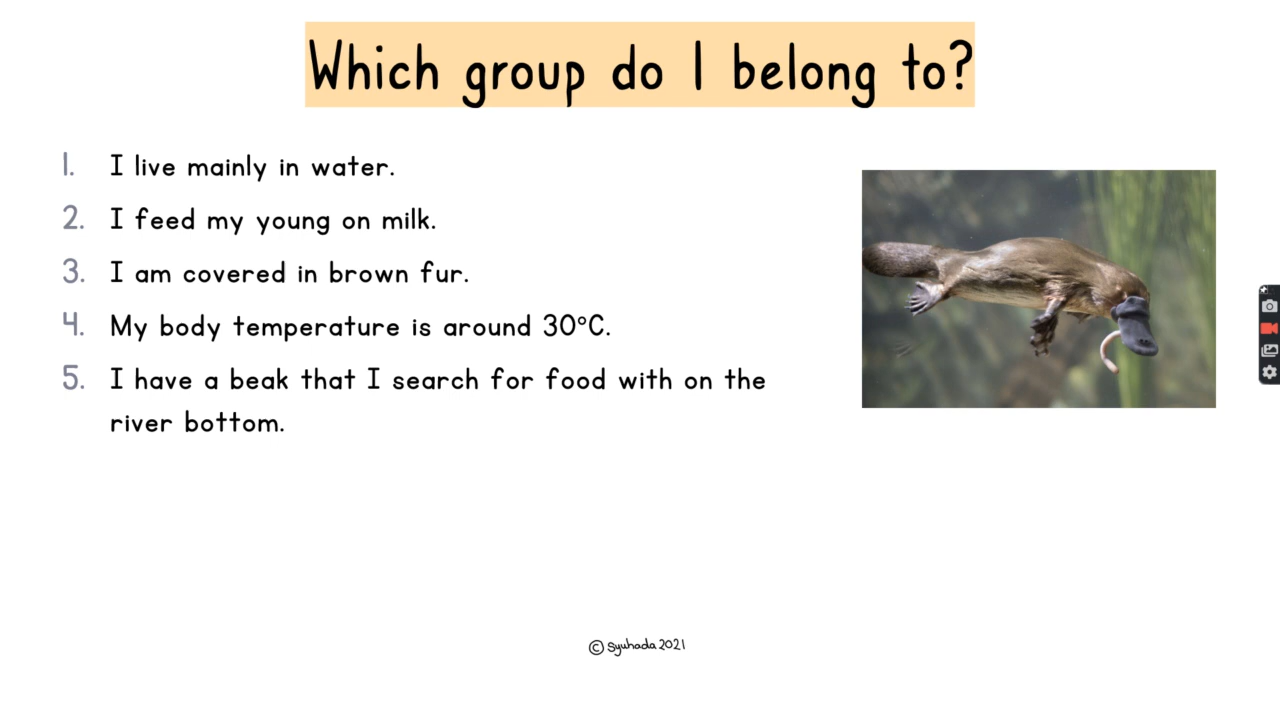 Which group do I belong to?
1. I live mainly in water.
2. I feed my young on milk.
3. I am covered in brown fur.
4. My body temperature is around 30°C.
5. I have a beak that I search for food with on the
river bottom.
© Syuhada 2021